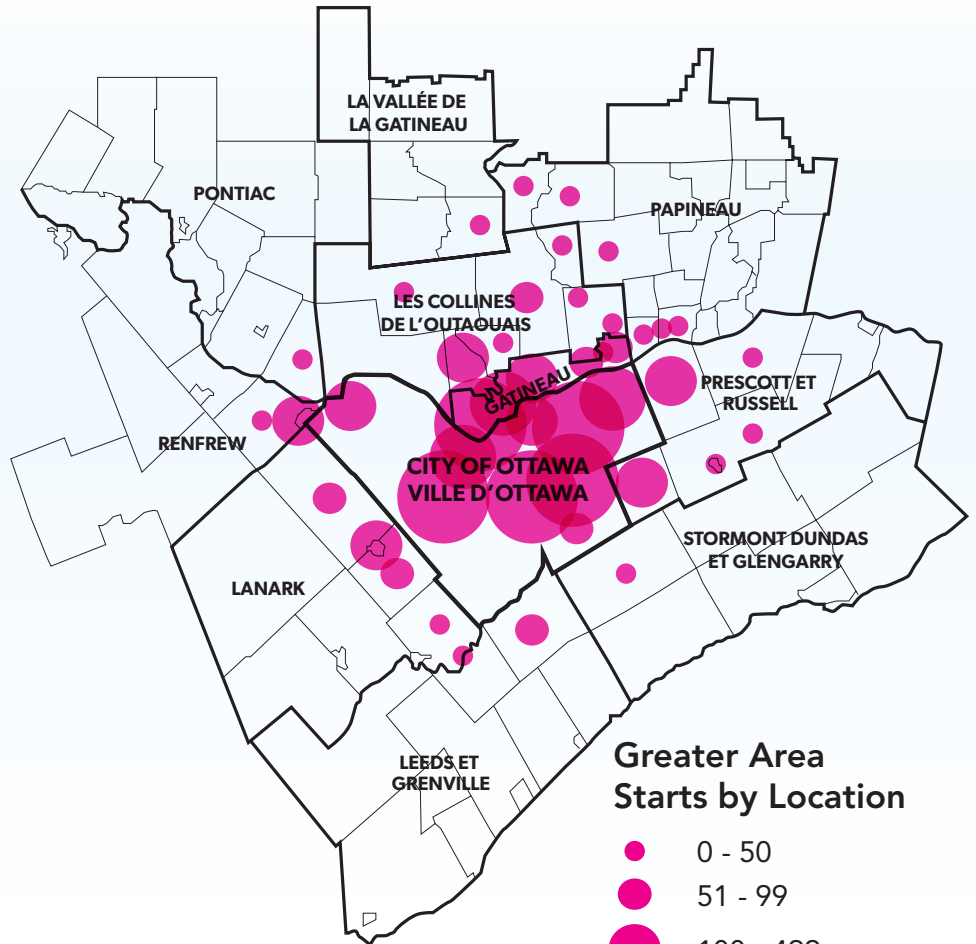 LA VALLÉE DE
LA GATINEAU
PONTIAC
PAPINEAU
LES COLLINES
DE L'OUTAOUAIS
GATINEAU
PRESCOTT ET
RUSSELL
RENFREW
CITY OF OTTAWA
VILLE D'OTTAWA
STORMONT DUNDAS
ET GLENGARRY
LANARK
LEEDS ET
GRENVILLE
Greater Area
Starts by Location
0 - 50
51 - 99